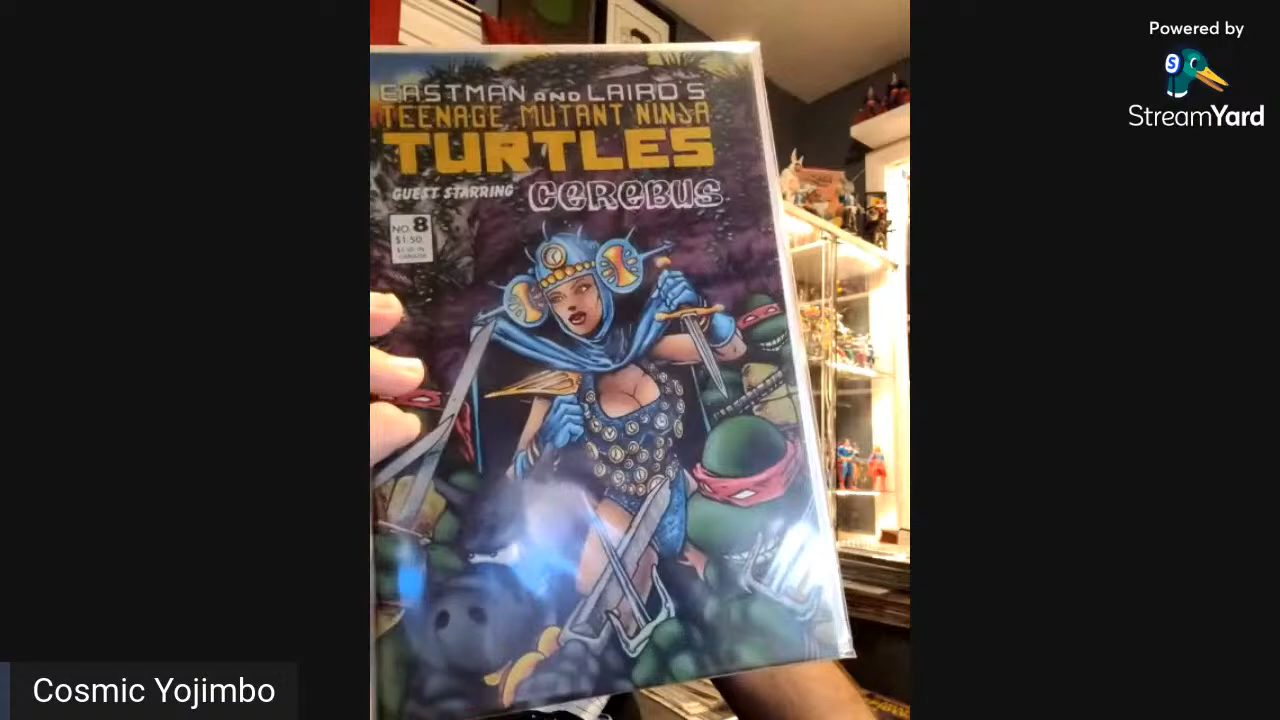 Powered by
StreamYard
EASTMAN AND LAIRD'S
TEENAGE MUTANT NINJA
TURTLES
GUEST STARRING CEREBUS
NO. 8
$1.50
Cosmic Yojimbo